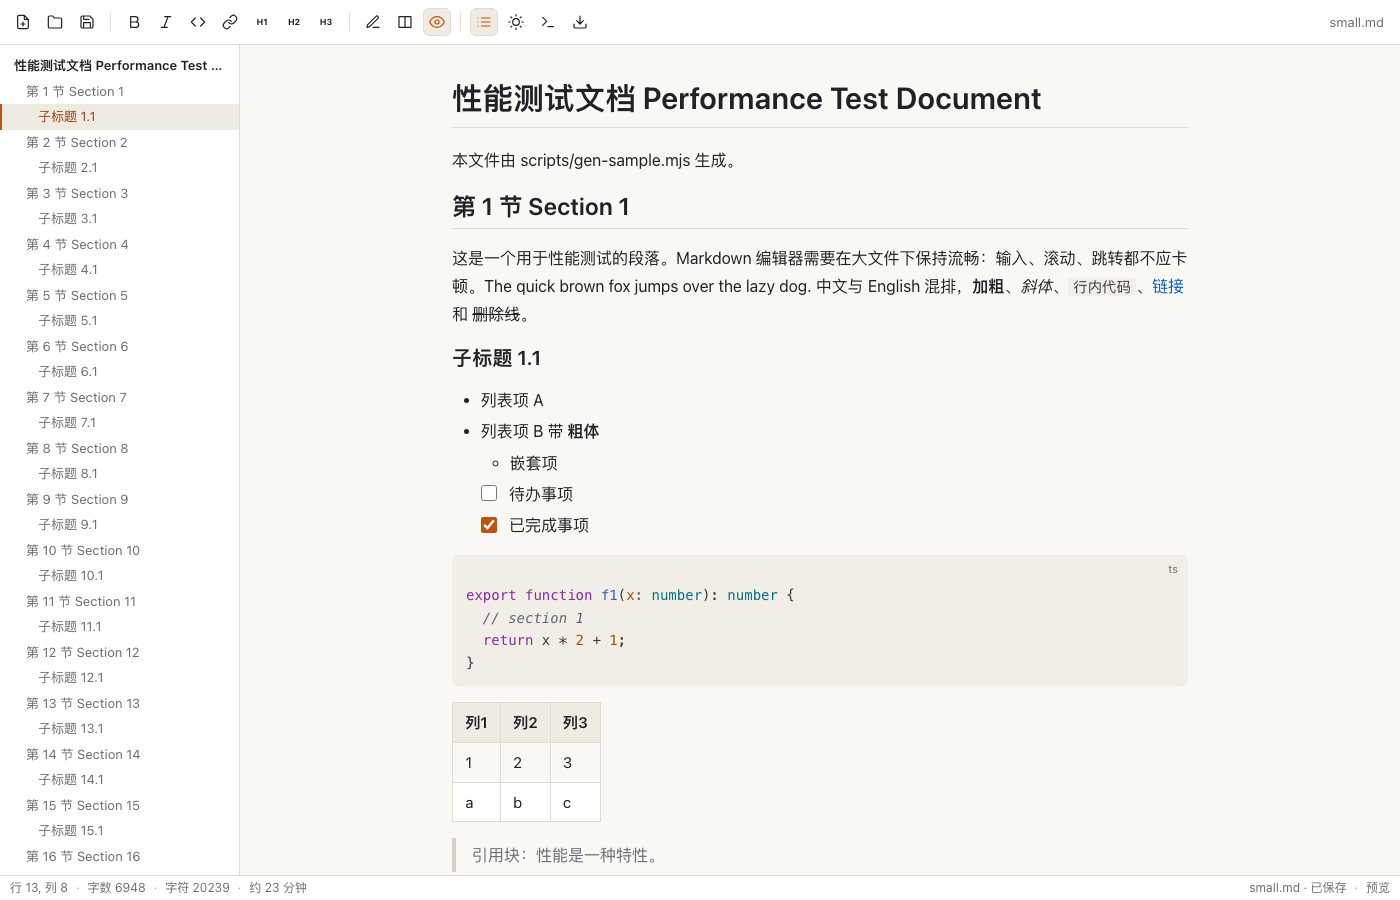 B I H1 H2 H3 small.md
性能测试文档 Performance Test ...
第 1 节 Section 1
子标题 1.1
第 2 节 Section 2
子标题 2.1
第 3 节 Section 3
子标题 3.1
第 4 节 Section 4
子标题 4.1
第 5 节 Section 5
子标题 5.1
第 6 节 Section 6
子标题 6.1
第 7 节 Section 7
子标题 7.1
第 8 节 Section 8
子标题 8.1
第 9 节 Section 9
子标题 9.1
第 10 节 Section 10
子标题 10.1
第 11 节 Section 11
子标题 11.1
第 12 节 Section 12
子标题 12.1
第 13 节 Section 13
子标题 13.1
第 14 节 Section 14
子标题 14.1
第 15 节 Section 15
子标题 15.1
第 16 节 Section 16
性能测试文档 Performance Test Document
本文件由 scripts/gen-sample.mjs 生成。
第 1 节 Section 1
这是一个用于性能测试的段落。Markdown 编辑器需要在大文件下保持流畅：输入、滚动、跳转都不应卡
顿。The quick brown fox jumps over the lazy dog. 中文与 English 混排，加粗、斜体、行内代码、链接
和 删除线。
子标题 1.1
列表项 A
列表项 B 带 粗体
嵌套项
待办事项
已完成事项
ts
export function f1(x: number): number {
// section 1
return x * 2 + 1;
}
列1 列2 列3
1 2 3
a b c
引用块：性能是一种特性。
行 13, 列 8 · 字数 6948 · 字符 20239 · 约 23 分钟 small.md · 已保存 · 预览